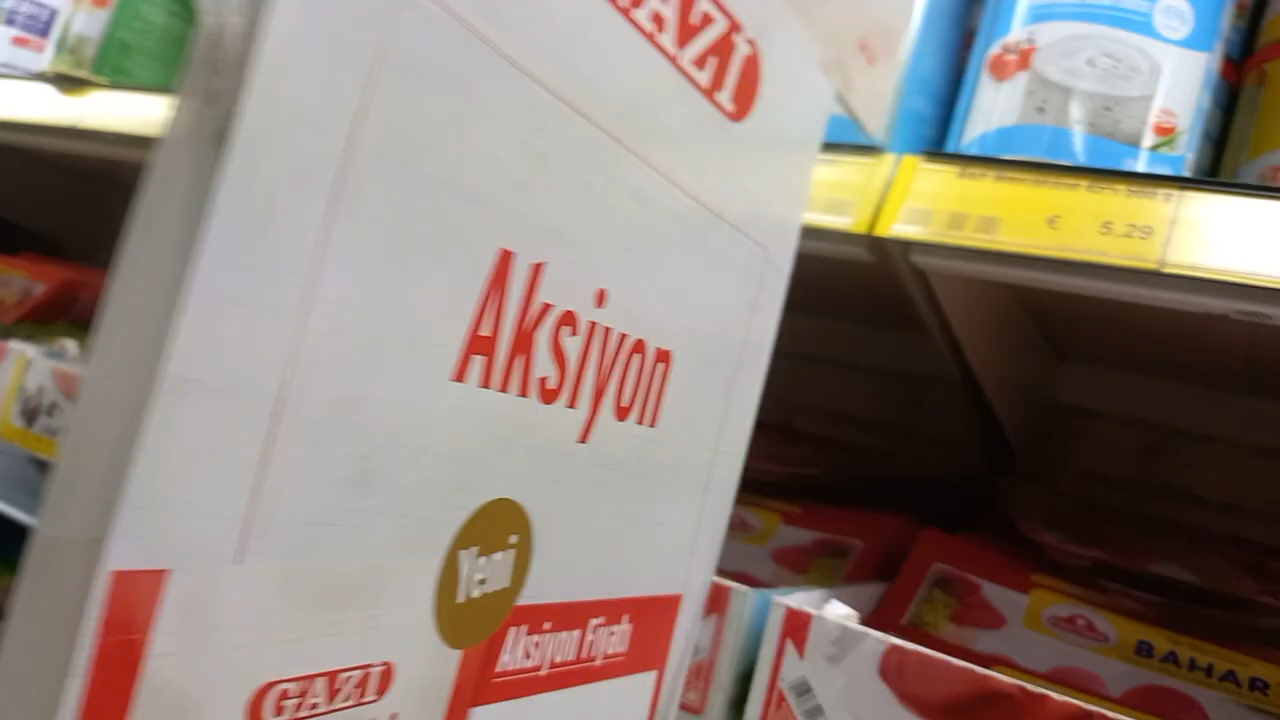 GAZİ
€ 5,29
Aksiyon
Yeni
Aksiyon Fiyatı
GAZİ
BAHAR